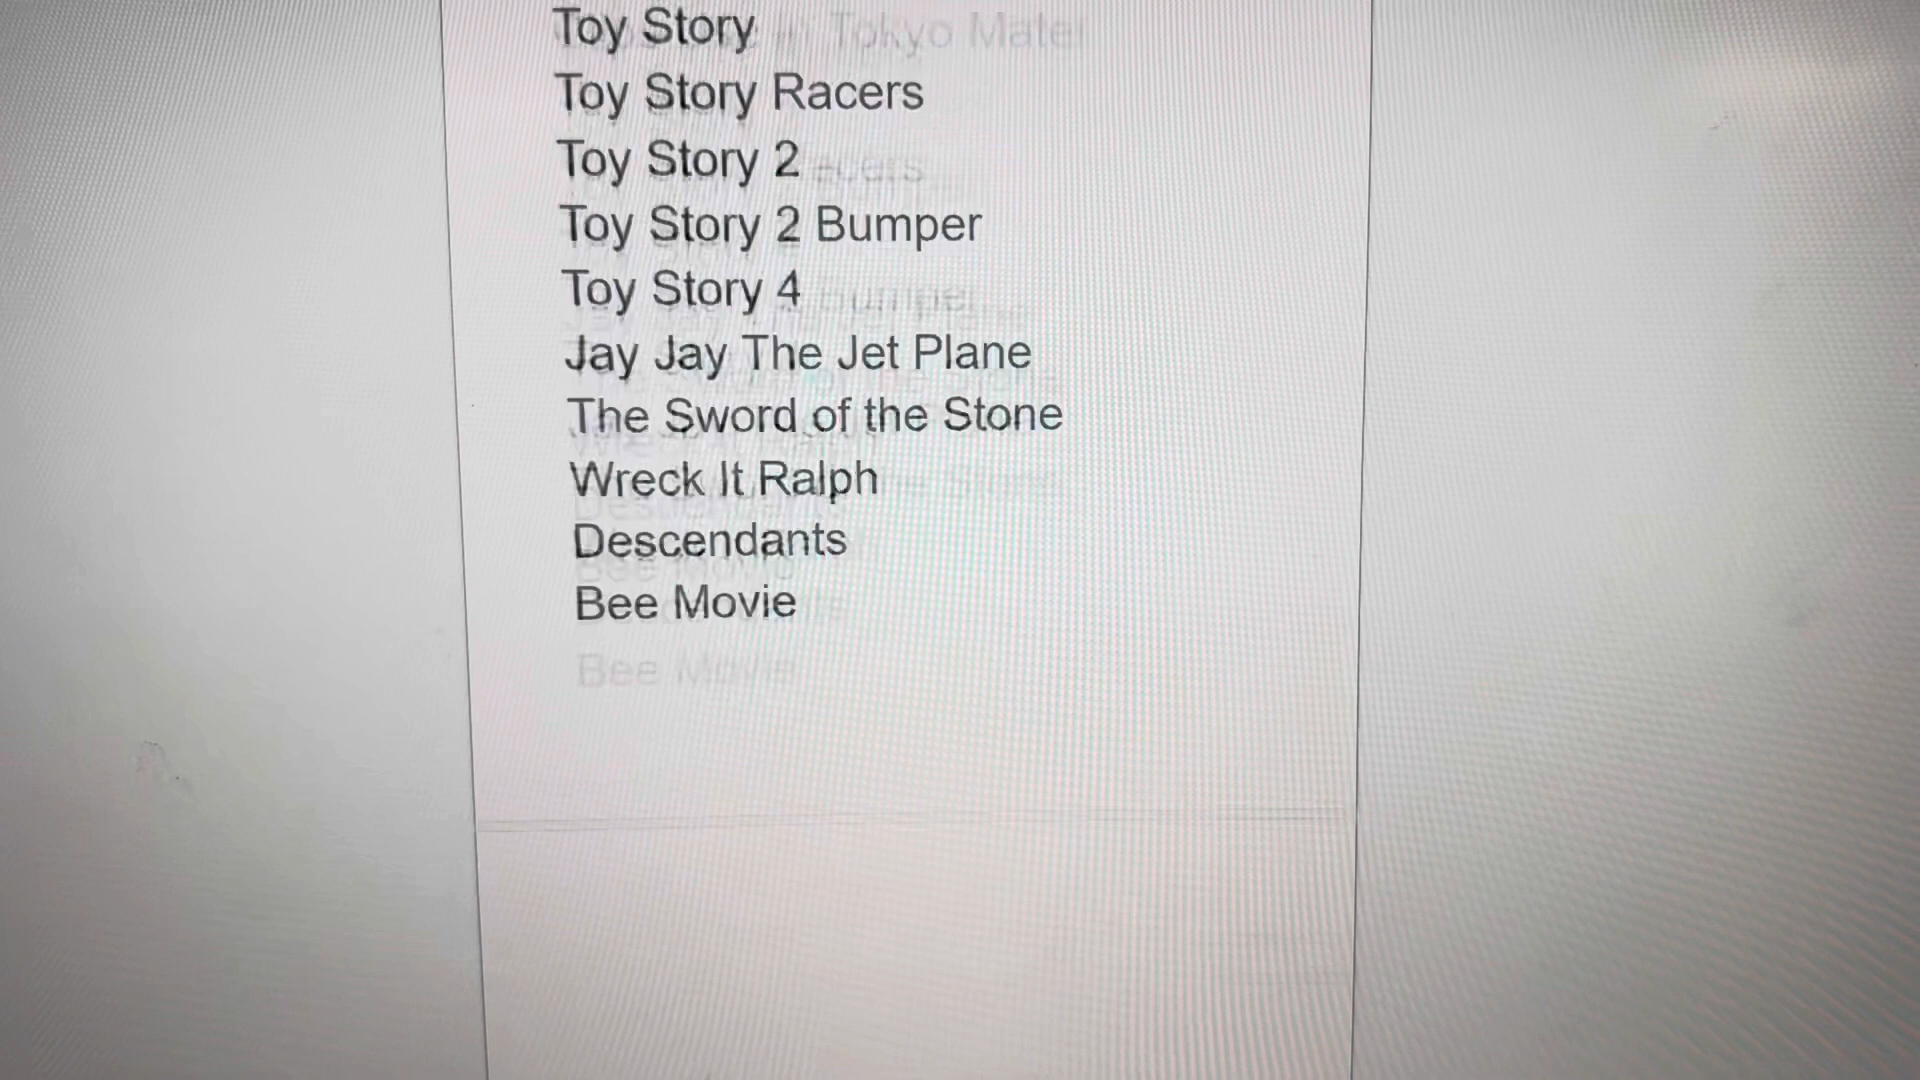 Toy Story
Toy Story Racers
Toy Story 2
Toy Story 2 Bumper
Toy Story 4
Jay Jay The Jet Plane
The Sword of the Stone
Wreck It Ralph
Descendants
Bee Movie